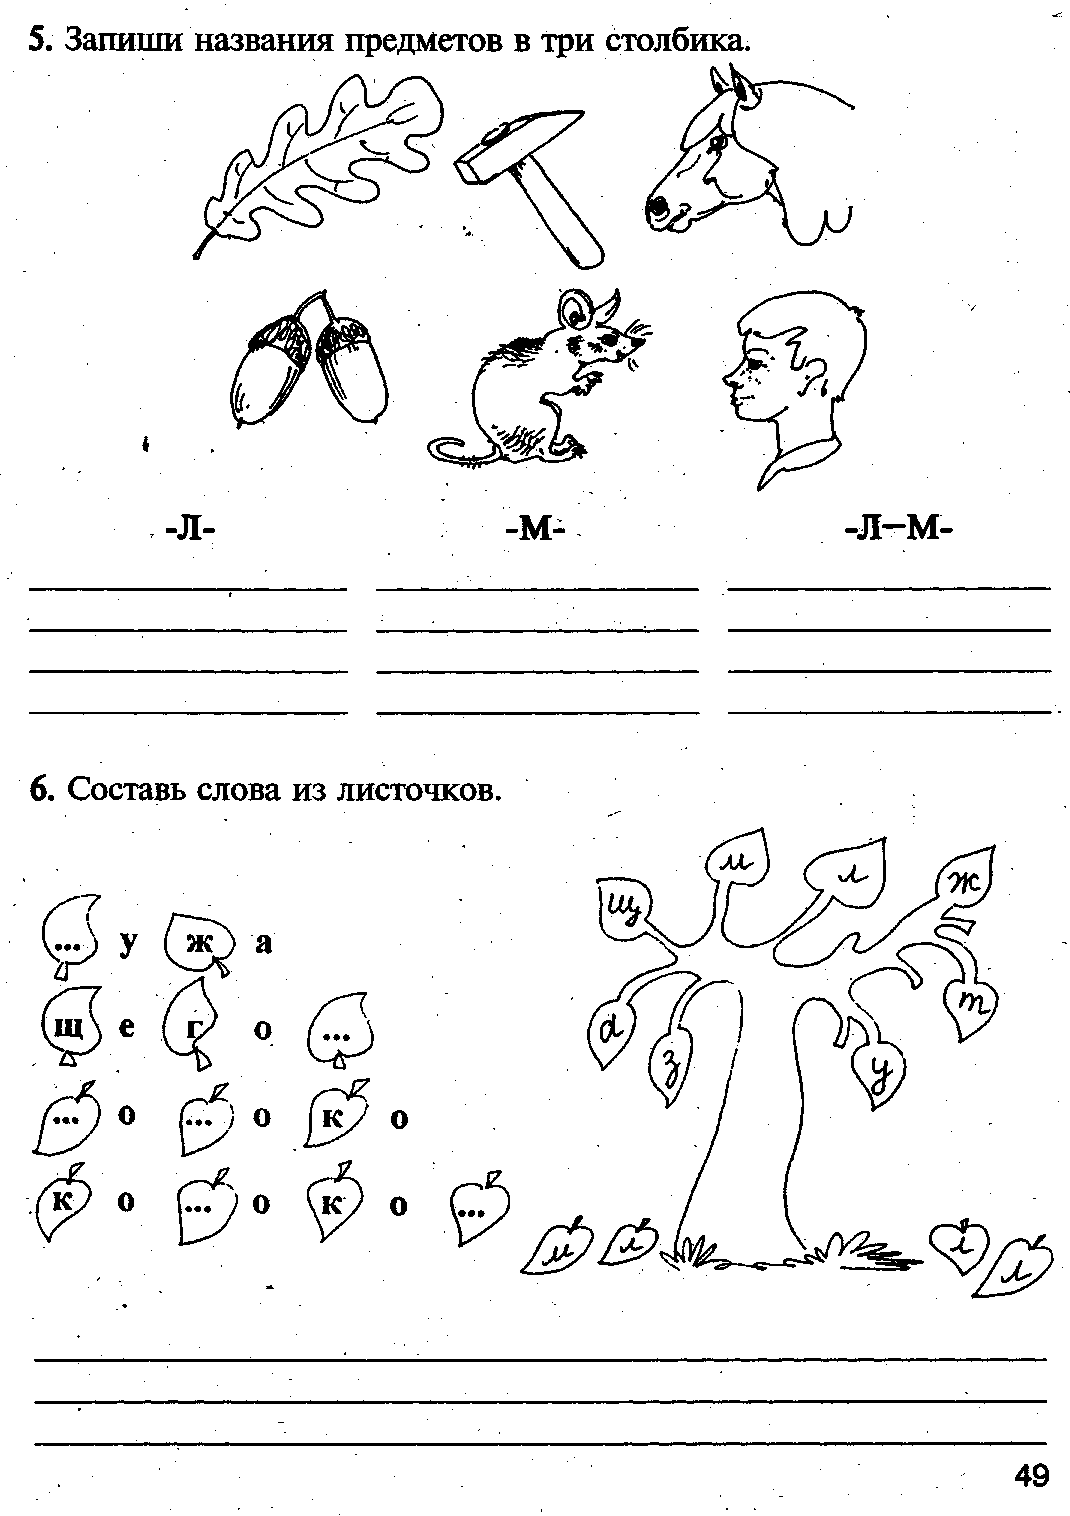 5. Запиши названия предметов в три столбика.
-Л- -М- -Л—М-
6. Составь слова из листочков.
щ м л ж
... у ж а
щ е г о ...
а з у т
... о ... о к о
к о ... о к о ...
м л л л
49